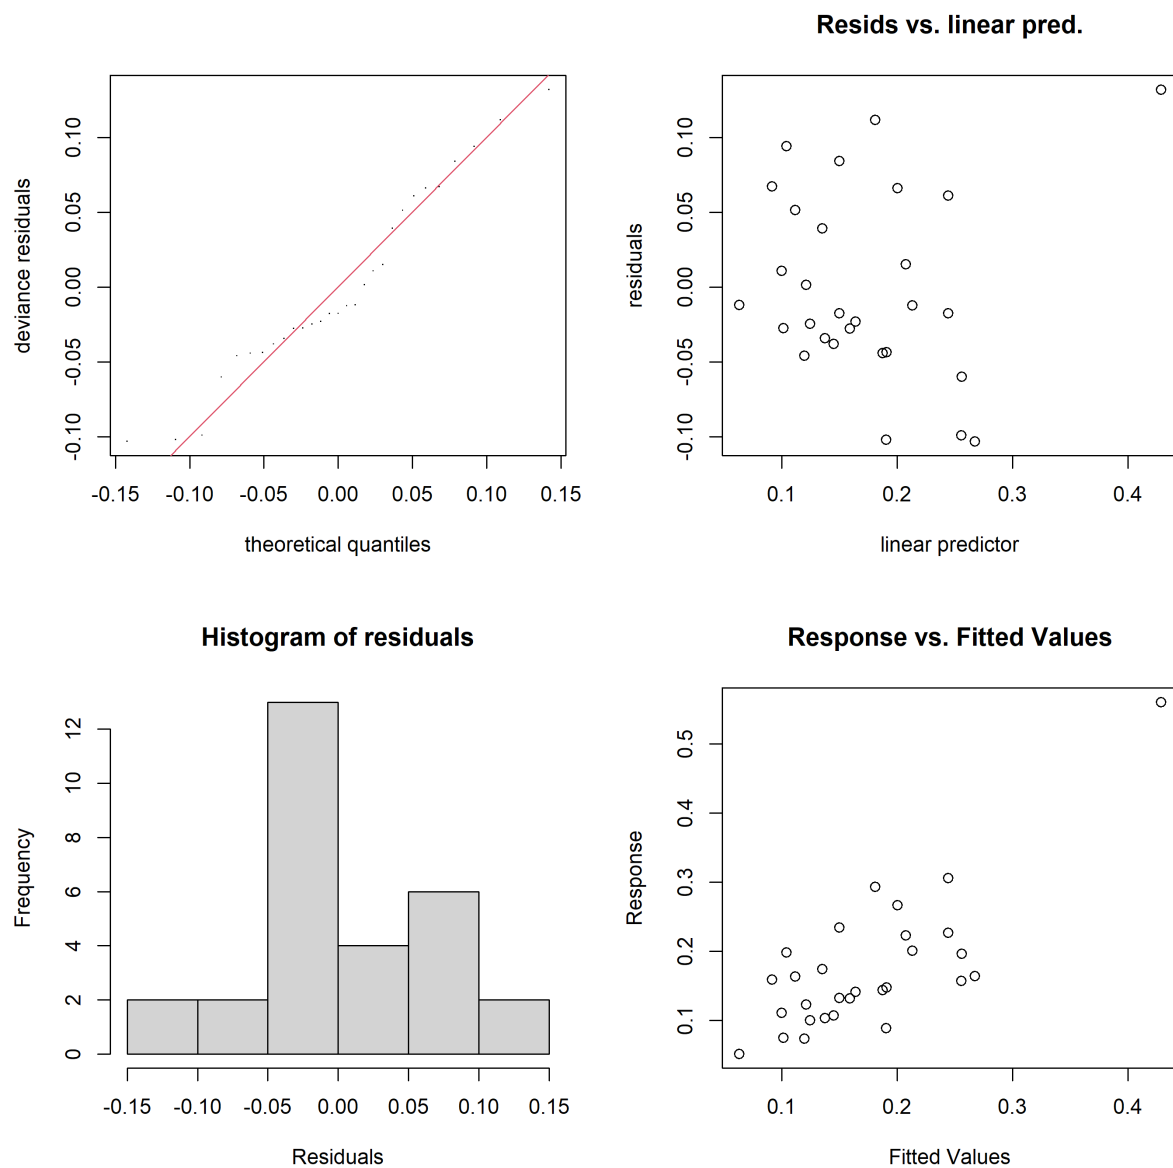 deviance residuals
0.10
0.05
0.00
-0.05
-0.10
-0.15 -0.10 -0.05 0.00 0.05 0.10 0.15
theoretical quantiles
Resids vs. linear pred.
residuals
0.10
0.05
0.00
-0.05
-0.10
0.1 0.2 0.3 0.4
linear predictor
Histogram of residuals
Frequency
12
10
8
6
4
2
0
-0.15 -0.10 -0.05 0.00 0.05 0.10 0.15
Residuals
Response vs. Fitted Values
Response
0.5
0.4
0.3
0.2
0.1
0.1 0.2 0.3 0.4
Fitted Values